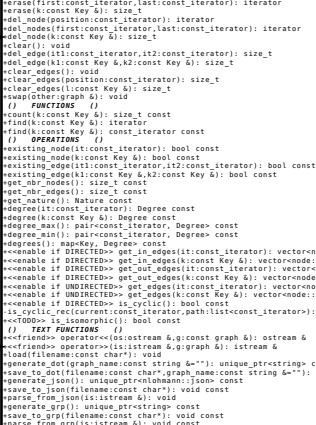 +erase(first:const_iterator,last:const_iterator): iterator
+erase(k:const Key &): size_t
+del_node(position:const_iterator): iterator
+del_nodes(first:const_iterator,last:const_iterator): iterator
+del_node(k:const Key &): size_t
+clear(): void
+del_edge(it1:const_iterator,it2:const_iterator): size_t
+del_edge(k1:const Key &,k2:const Key &): size_t
+clear_edges(): void
+clear_edges(position:const_iterator): size_t
+clear_edges(l:const Key &): size_t
+swap(other:graph &): void
() FUNCTIONS ()
+count(k:const Key &): size_t const
+find(k:const Key &): iterator
+find(k:const Key &): const_iterator const
() OPERATIONS ()
+existing_node(it:const_iterator): bool const
+existing_node(k:const Key &): bool const
+existing_edge(it1:const_iterator,it2:const_iterator): bool const
+existing_edge(k1:const Key &,k2:const Key &): bool const
+get_nbr_nodes(): size_t const
+get_nbr_edges(): size_t const
+get_nature(): Nature const
+degree(it:const_iterator): Degree const
+degree(k:const Key &): Degree const
+degree_max(): pair<const_iterator, Degree> const
+degree_min(): pair<const_iterator, Degree> const
+degrees(): map<Key, Degree> const
+<<enable if DIRECTED>> get_in_edges(it:const_iterator): vector<n
+<<enable if DIRECTED>> get_in_edges(k:const Key &): vector<node:
+<<enable if DIRECTED>> get_out_edges(it:const_iterator): vector<
+<<enable if DIRECTED>> get_out_edges(k:const Key &): vector<node
+<<enable if UNDIRECTED>> get_edges(it:const_iterator): vector<no
+<<enable if UNDIRECTED>> get_edges(k:const Key &): vector<node::
+<<enable if DIRECTED>> is_cyclic(): bool const
-is_cyclic_rec(current:const_iterator,path:list<const_iterator>):
+<<TODO>> is_isomorphic(): bool const
() TEXT FUNCTIONS ()
+<<friend>> operator<<(os:ostream &,g:const graph &): ostream &
+<<friend>> operator>>(is:istream &,g:graph &): istream &
+load(filename:const char*): void
+generate_dot(graph_name:const string &=""): unique_ptr<string> c
+save_to_dot(filename:const char*,graph_name:const string &=""):
+generate_json(): unique_ptr<nlohmann::json> const
+save_to_json(filename:const char*): void const
+parse_from_json(is:istream &): void
+generate_grp(): unique_ptr<string> const
+save_to_grp(filename:const char*): void const
+parse_from_grp(is:istream &): void const